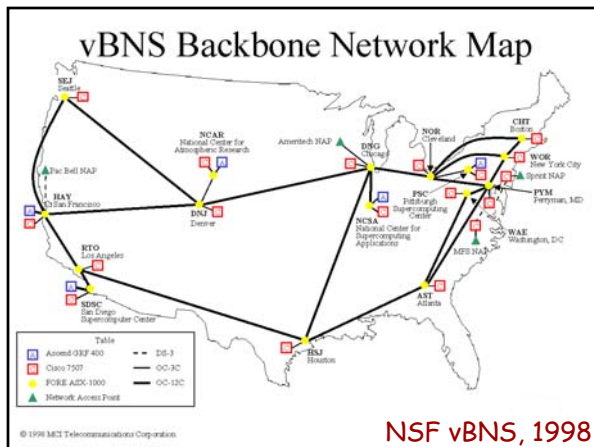 vBNS Backbone Network Map
SEJ
Seattle
NCAR
National Center for
Atmospheric Research
Ameritech NAP
DNG
Chicago
NOR
Cleveland
CHT
Boston
WOR
New York City
Sprint NAP
PYM
Perryman, MD
PSC
Pittsburgh
Supercomputing
Center
WAE
Washington, DC
MFS NAP
Pac Bell NAP
HAY
San Francisco
DNJ
Denver
NCSA
National Center for
Supercomputing
Applications
RTO
Los Angeles
SDSC
San Diego
Supercomputer Center
AST
Atlanta
HSJ
Houston
Table
Ascend GRF 400
Cisco 7507
FORE ASX-1000
Network Access Point
DS-3
OC-3C
OC-12C
© 1998 MCI Telecommunications Corporation
NSF vBNS, 1998